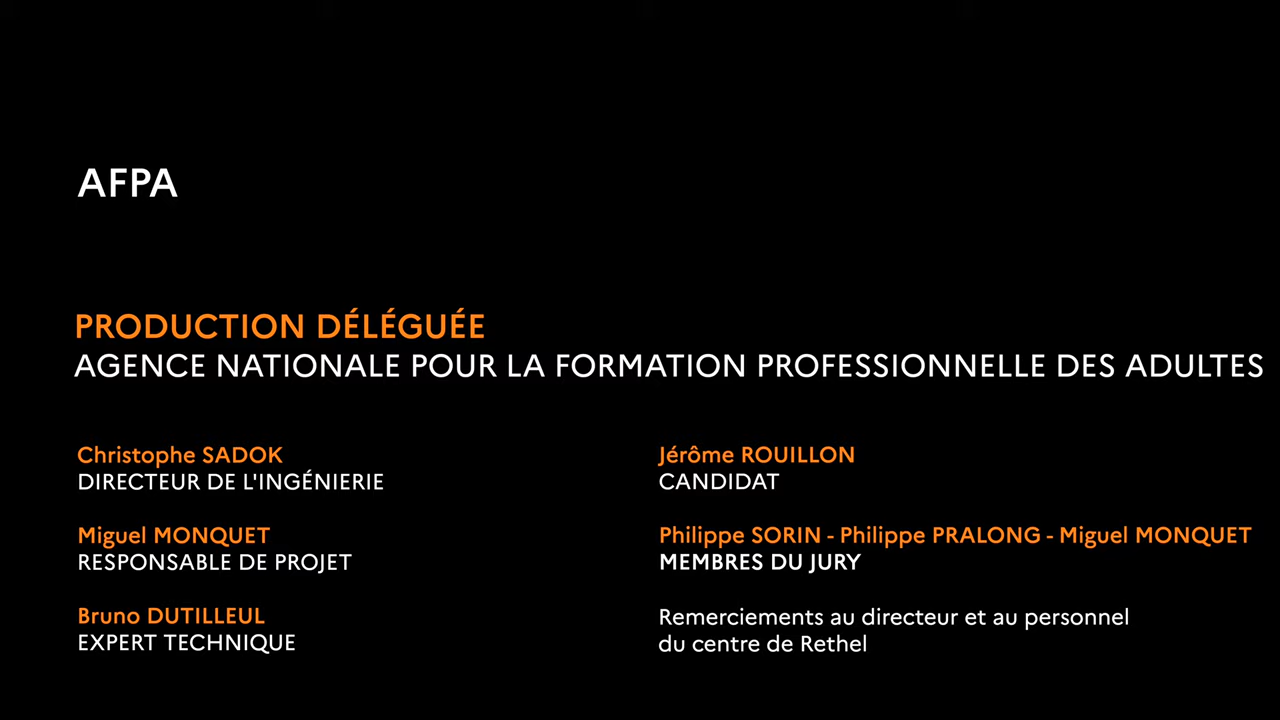 AFPA
PRODUCTION DÉLÉGUÉE
AGENCE NATIONALE POUR LA FORMATION PROFESSIONNELLE DES ADULTES
Christophe SADOK
DIRECTEUR DE L'INGÉNIERIE
Miguel MONQUET
RESPONSABLE DE PROJET
Bruno DUTILLEUL
EXPERT TECHNIQUE
Jérôme ROUILLON
CANDIDAT
Philippe SORIN - Philippe PRALONG - Miguel MONQUET
MEMBRES DU JURY
Remerciements au directeur et au personnel
du centre de Rethel